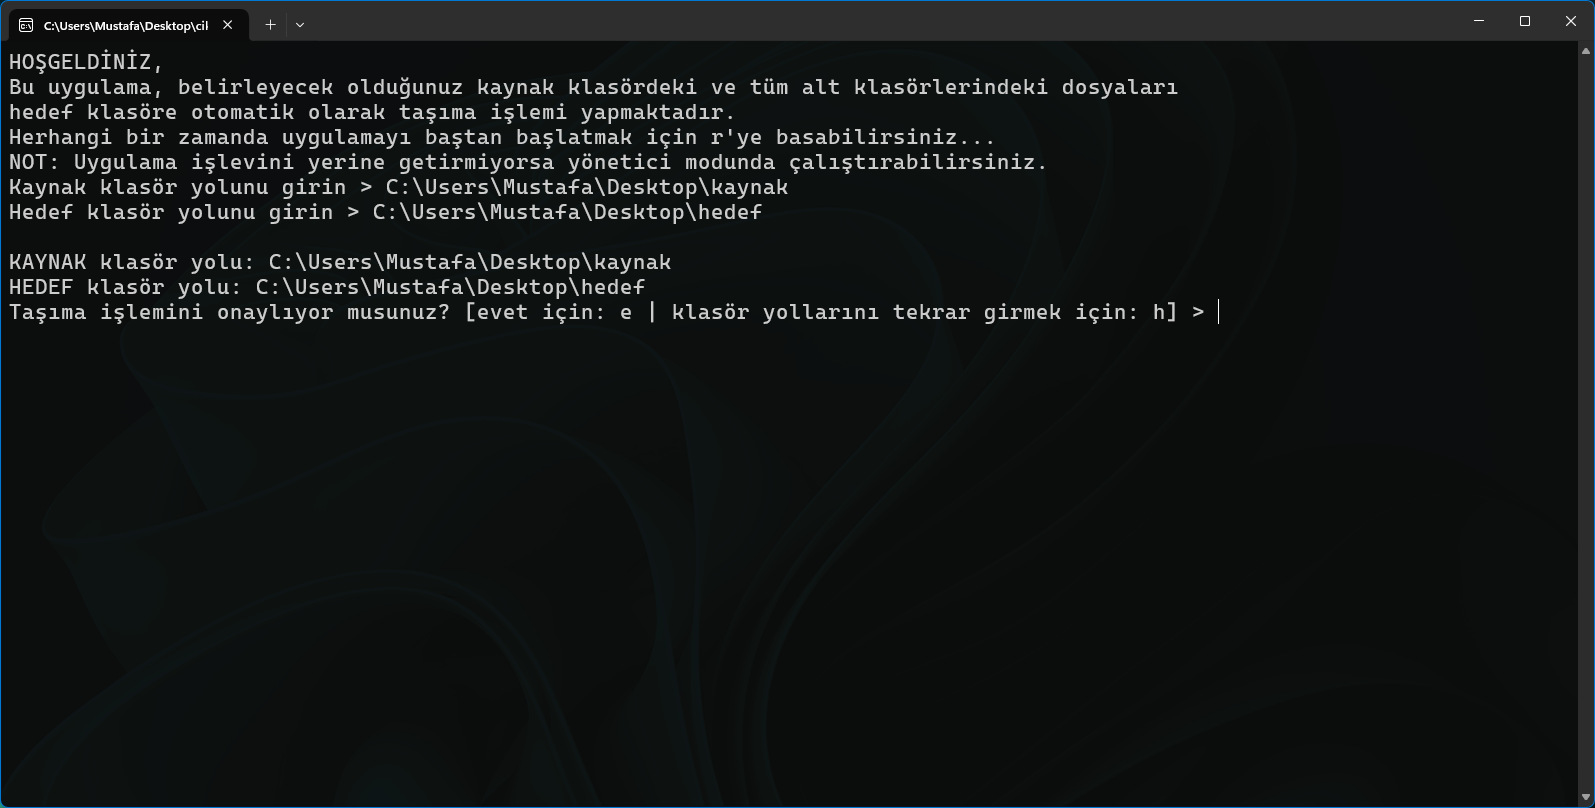 C:\Users\Mustafa\Desktop\cil
HOŞGELDİNİZ,
Bu uygulama, belirleyecek olduğunuz kaynak klasördeki ve tüm alt klasörlerindeki dosyaları
hedef klasöre otomatik olarak taşıma işlemi yapmaktadır.
Herhangi bir zamanda uygulamayı baştan başlatmak için r'ye basabilirsiniz...
NOT: Uygulama işlevini yerine getirmiyorsa yönetici modunda çalıştırabilirsiniz.
Kaynak klasör yolunu girin > C:\Users\Mustafa\Desktop\kaynak
Hedef klasör yolunu girin > C:\Users\Mustafa\Desktop\hedef
KAYNAK klasör yolu: C:\Users\Mustafa\Desktop\kaynak
HEDEF klasör yolu: C:\Users\Mustafa\Desktop\hedef
Taşıma işlemini onaylıyor musunuz? [evet için: e | klasör yollarını tekrar girmek için: h] >